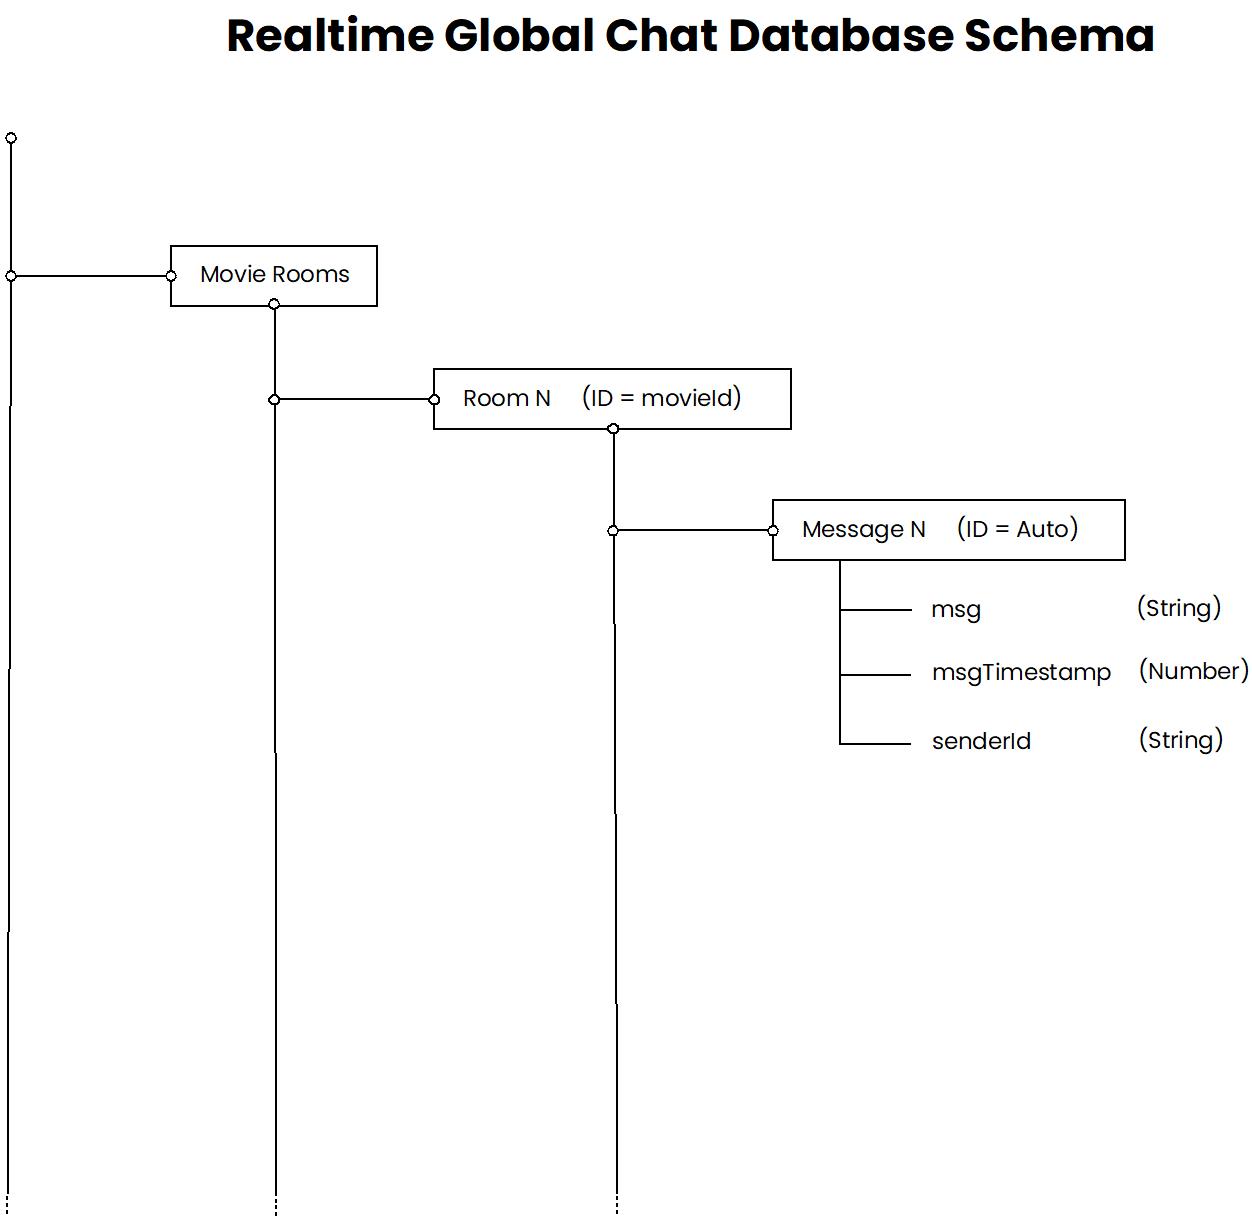 Realtime Global Chat Database Schema
Movie Rooms
Room N (ID = movieId)
Message N (ID = Auto)
msg (String)
msgTimestamp (Number)
senderId (String)